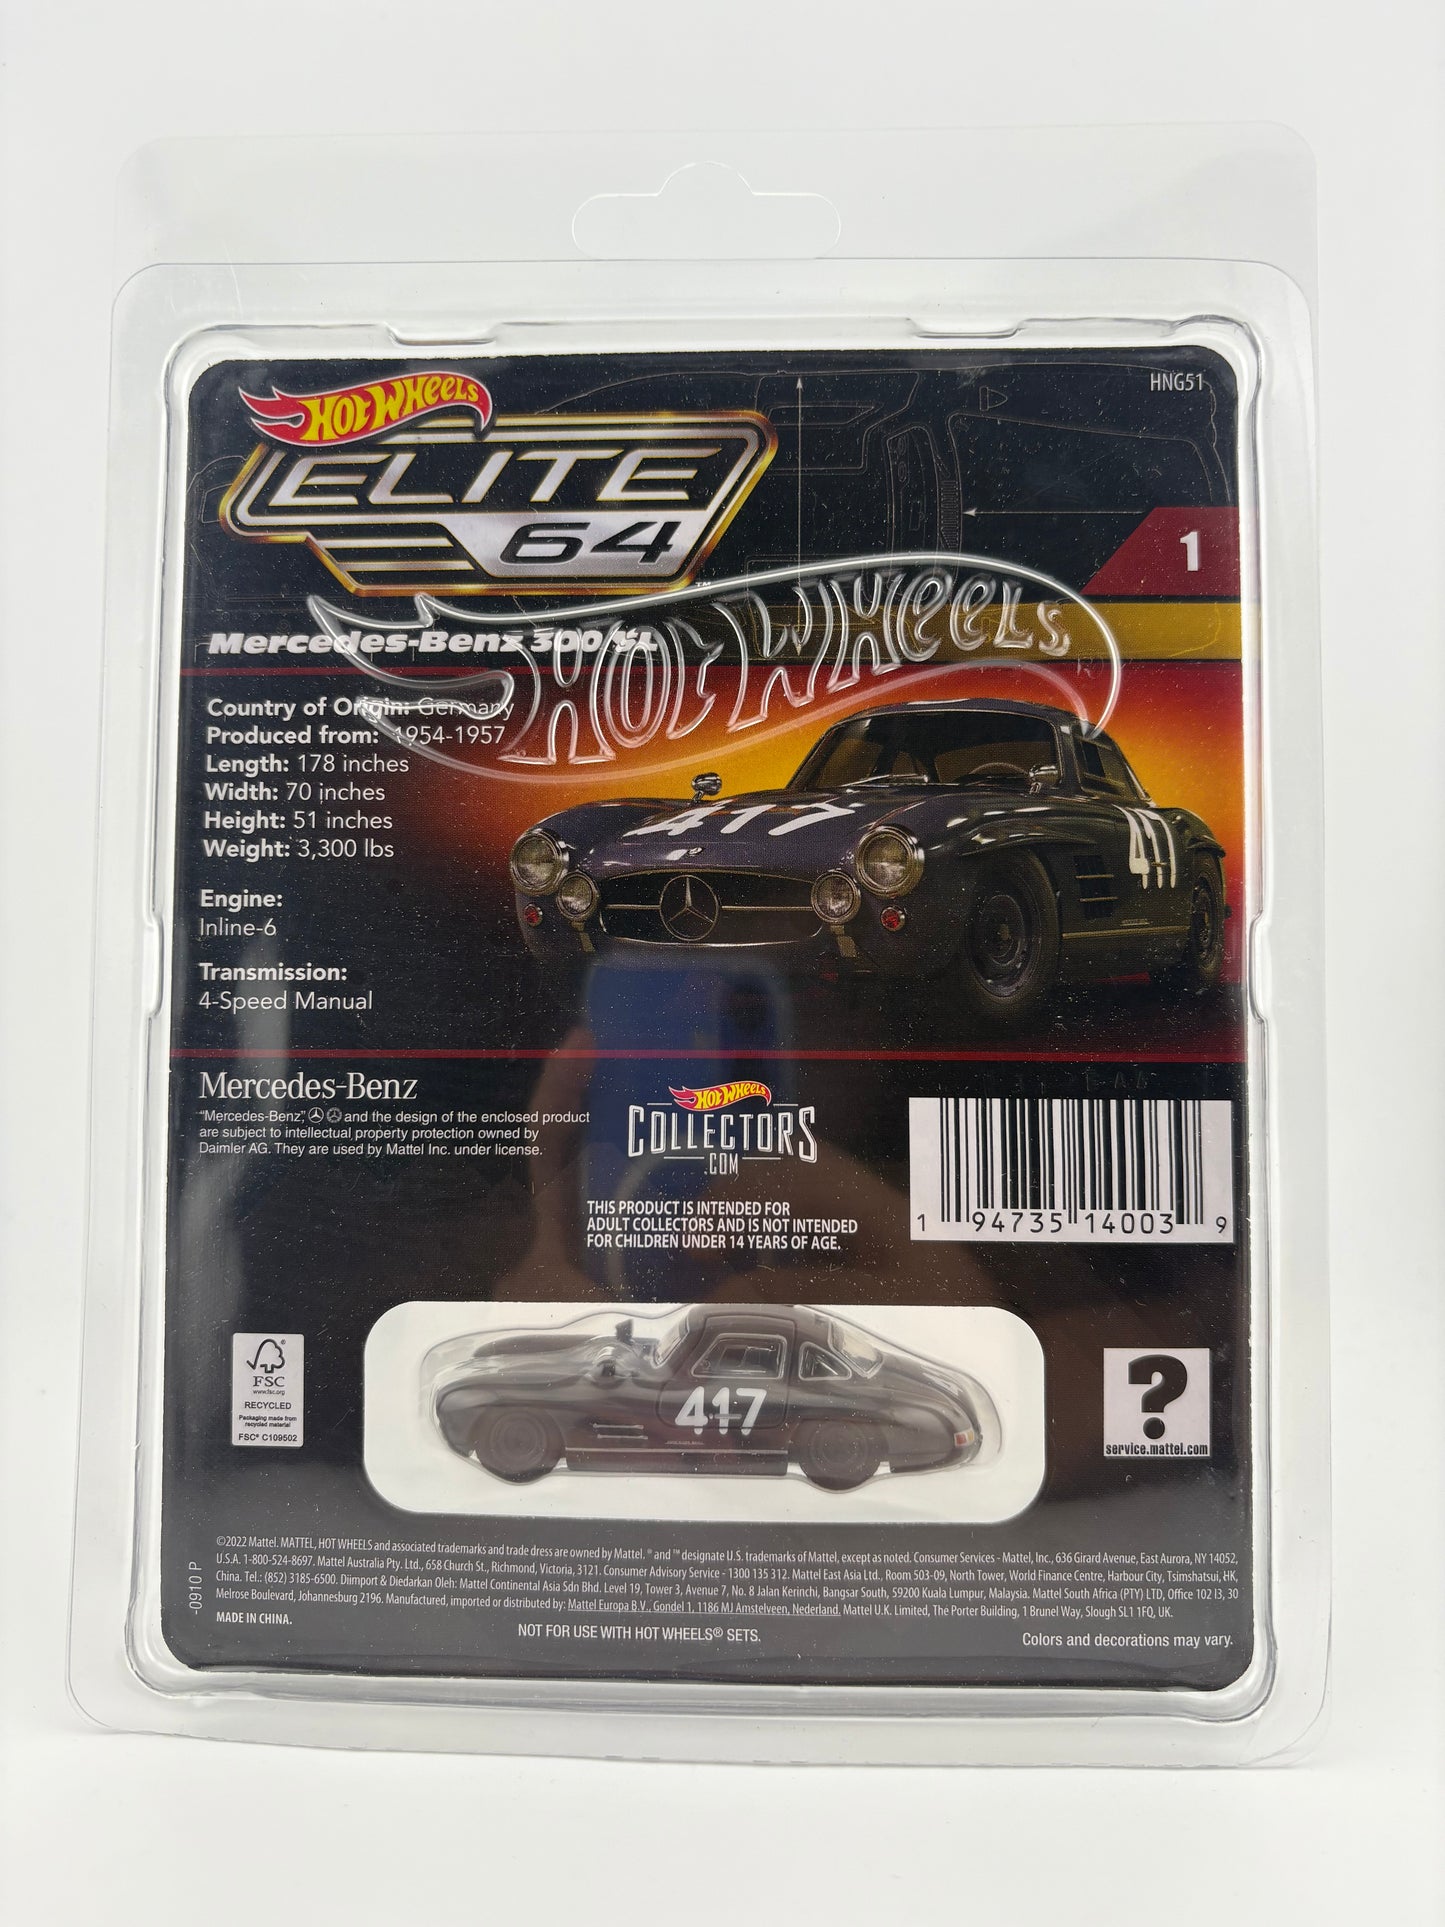 HNG51
HOT WHEELS
ELITE
64™
1
HOT WHEELS
Mercedes-Benz 300 SL
Country of Origin: Germany
Produced from: 1954-1957
Length: 178 inches
Width: 70 inches
Height: 51 inches
Weight: 3,300 lbs
417
417
Engine:
Inline-6
Transmission:
4-Speed Manual
Mercedes-Benz
"Mercedes-Benz", and the design of the enclosed product
are subject to intellectual property protection owned by
Daimler AG. They are used by Mattel Inc. under license.
HOT WHEELS
COLLECTORS
.COM
THIS PRODUCT IS INTENDED FOR
ADULT COLLECTORS AND IS NOT INTENDED
FOR CHILDREN UNDER 14 YEARS OF AGE.
1 94735 14003 9
417
FSC®
www.fsc.org
RECYCLED
Packaging made from
recycled material
FSC® C109502
?
service.mattel.com
©2022 Mattel. MATTEL, HOT WHEELS and associated trademarks and trade dress are owned by Mattel. ® and ™ designate U.S. trademarks of Mattel, except as noted. Consumer Services - Mattel, Inc., 636 Girard Avenue, East Aurora, NY 14052,
U.S.A. 1-800-524-8697. Mattel Australia Pty. Ltd., 658 Church St., Richmond, Victoria, 3121. Consumer Advisory Service - 1300 135 312. Mattel East Asia Ltd., Room 503-09, North Tower, World Finance Centre, Harbour City, Tsimshatsui, HK,
China. Tel.: (852) 3185-6500. Diimport & Diedarkan Oleh: Mattel Continental Asia Sdn Bhd. Level 19, Tower 3, Avenue 7, No. 8 Jalan Kerinchi, Bangsar South, 59200 Kuala Lumpur, Malaysia. Mattel South Africa (PTY) LTD, Office 102 I3, 30
Melrose Boulevard, Johannesburg 2196. Manufactured, imported or distributed by: Mattel Europa B.V., Gondel 1, 1186 MJ Amstelveen, Nederland. Mattel U.K. Limited, The Porter Building, 1 Brunel Way, Slough SL1 1FQ, UK.
MADE IN CHINA.
NOT FOR USE WITH HOT WHEELS® SETS.
Colors and decorations may vary.
-0910 P